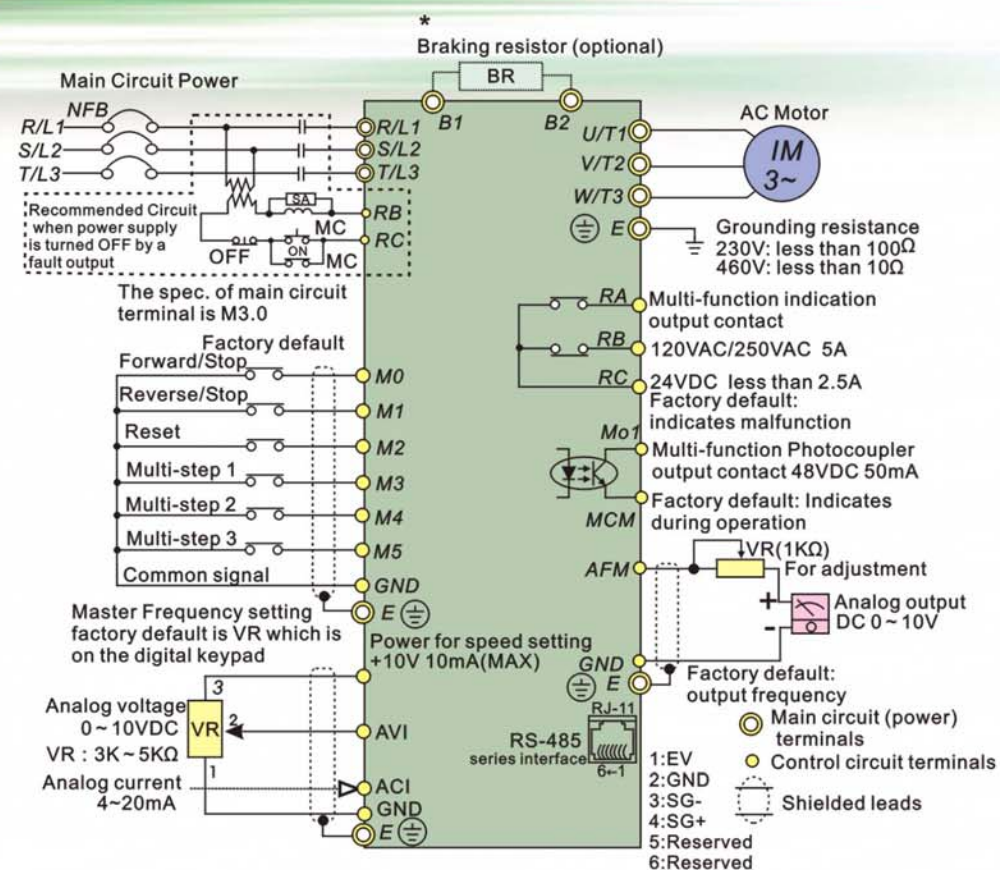 *
Braking resistor (optional)
BR
B1
B2
Main Circuit Power
NFB
R/L1
S/L2
T/L3
R/L1
S/L2
T/L3
SA
RB
MC
RC
OFF
ON
MC
Recommended Circuit
when power supply
is turned OFF by a
fault output
The spec. of main circuit
terminal is M3.0
AC Motor
U/T1
V/T2
W/T3
IM
3~
E
Grounding resistance
230V: less than 100Ω
460V: less than 10Ω
RA
Multi-function indication
output contact
RB
120VAC/250VAC 5A
RC
24VDC less than 2.5A
Factory default:
indicates malfunction
Factory default
Forward/Stop
M0
Reverse/Stop
M1
Reset
M2
Multi-step 1
M3
Multi-step 2
M4
Multi-step 3
M5
Common signal
GND
E
Mo1
Multi-function Photocoupler
output contact 48VDC 50mA
MCM
Factory default: Indicates
during operation
AFM
VR(1KΩ)
For adjustment
+
-
Analog output
DC 0~10V
GND
E
Factory default:
output frequency
Master Frequency setting
factory default is VR which is
on the digital keypad
Power for speed setting
+10V 10mA(MAX)
3
Analog voltage
0~10VDC
VR : 3K~5KΩ
VR
2
1
AVI
Analog current
4~20mA
ACI
GND
E
RJ-11
RS-485
series interface
6←1
1:EV
2:GND
3:SG-
4:SG+
5:Reserved
6:Reserved
Main circuit (power)
terminals
Control circuit terminals
Shielded leads